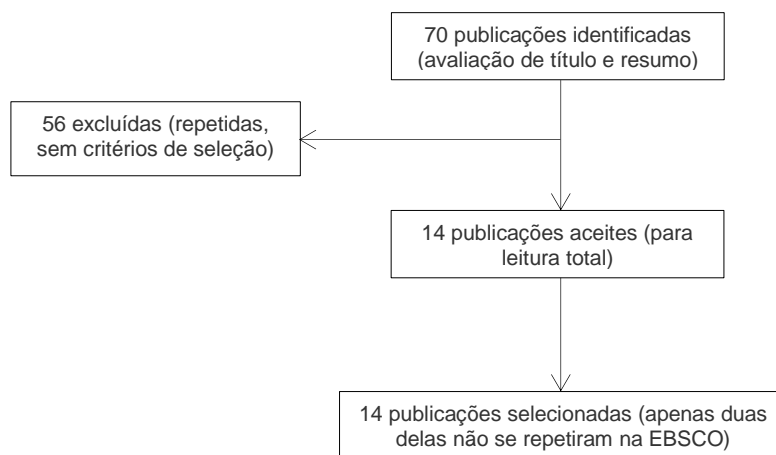 70 publicações identificadas
(avaliação de título e resumo)
56 excluídas (repetidas,
sem critérios de seleção)
14 publicações aceites (para
leitura total)
14 publicações selecionadas (apenas duas
delas não se repetiram na EBSCO)